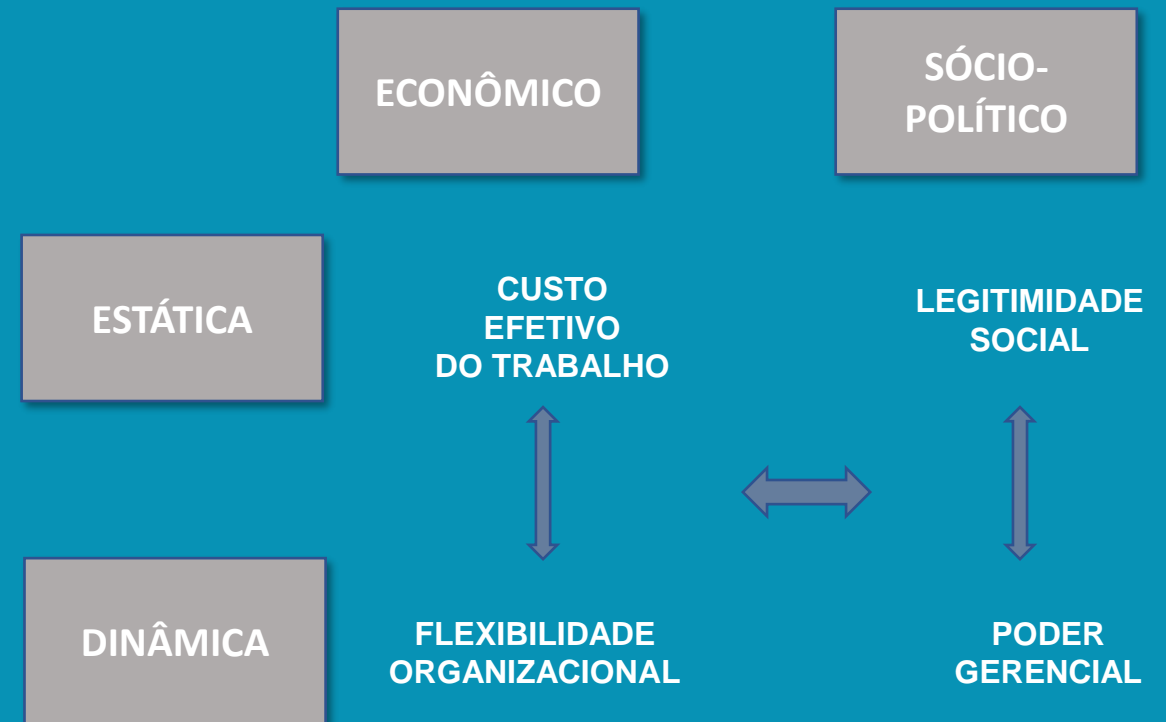 ECONÔMICO
SÓCIO-
POLÍTICO
ESTÁTICA
CUSTO
EFETIVO
DO TRABALHO
LEGITIMIDADE
SOCIAL
DINÂMICA
FLEXIBILIDADE
ORGANIZACIONAL
PODER
GERENCIAL